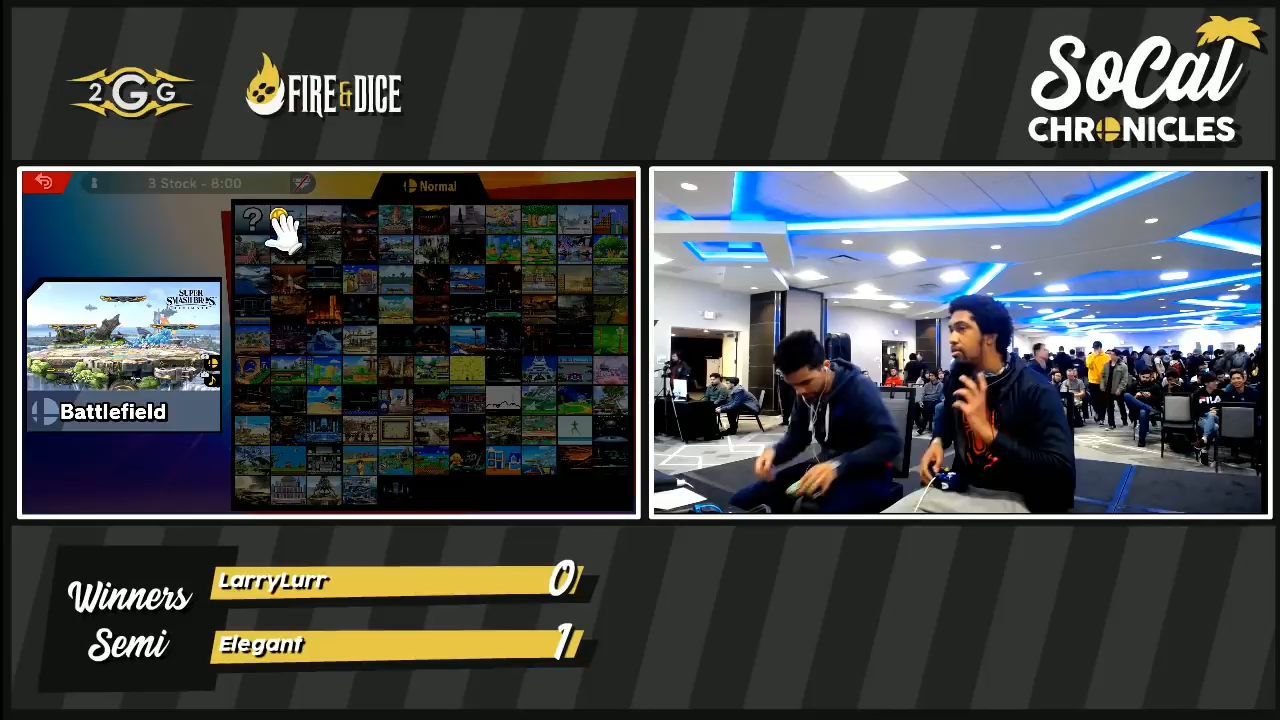 2GG
FIRE & DICE
SoCal
CHRONICLES
3 Stock - 8:00
Normal
?
SUPER
SMASH BROS.
ULTIMATE
Battlefield
FILA
Winners
Semi
LarryLurr 0
Elegant 1